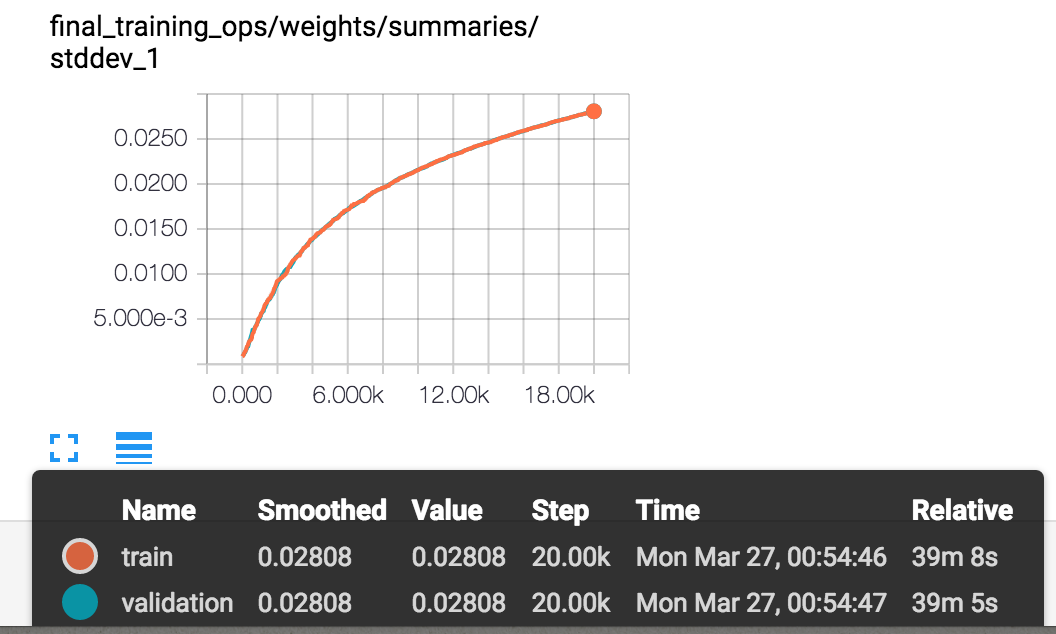 final_training_ops/weights/summaries/
stddev_1
0.0250
0.0200
0.0150
0.0100
5.000e-3
0.000 6.000k 12.00k 18.00k
Name Smoothed Value Step Time Relative
train 0.02808 0.02808 20.00k Mon Mar 27, 00:54:46 39m 8s
validation 0.02808 0.02808 20.00k Mon Mar 27, 00:54:47 39m 5s